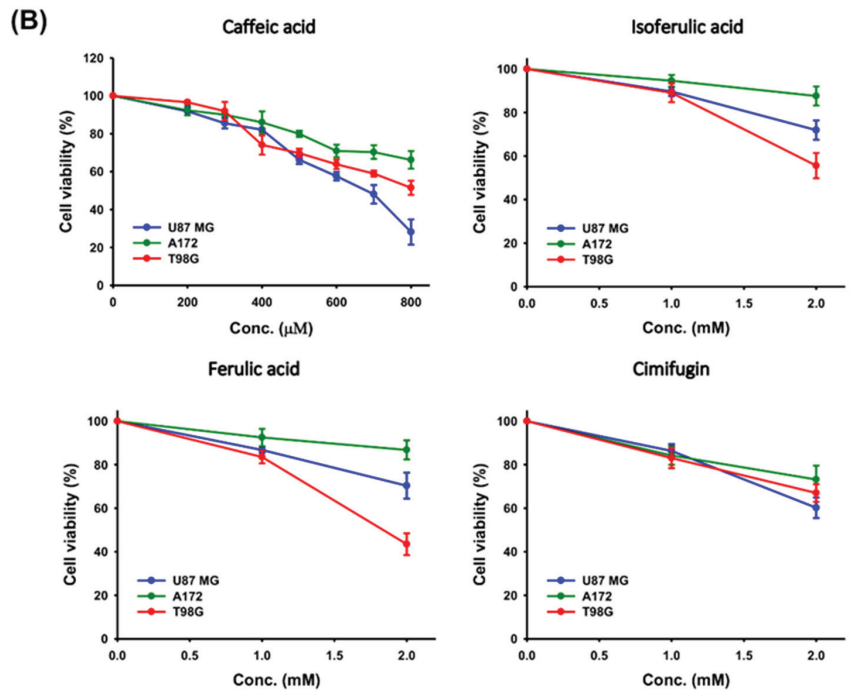 (B)
Caffeic acid
120
100
80
60
40
20
0
Cell viability (%)
U87 MG
A172
T98G
0 200 400 600 800
Conc. (µM)
Isoferulic acid
100
80
60
40
20
0
Cell viability (%)
U87 MG
A172
T98G
0.0 0.5 1.0 1.5 2.0
Conc. (mM)
Ferulic acid
100
80
60
40
20
0
Cell viability (%)
U87 MG
A172
T98G
0.0 0.5 1.0 1.5 2.0
Conc. (mM)
Cimifugin
100
80
60
40
20
0
Cell viability (%)
U87 MG
A172
T98G
0.0 0.5 1.0 1.5 2.0
Conc. (mM)